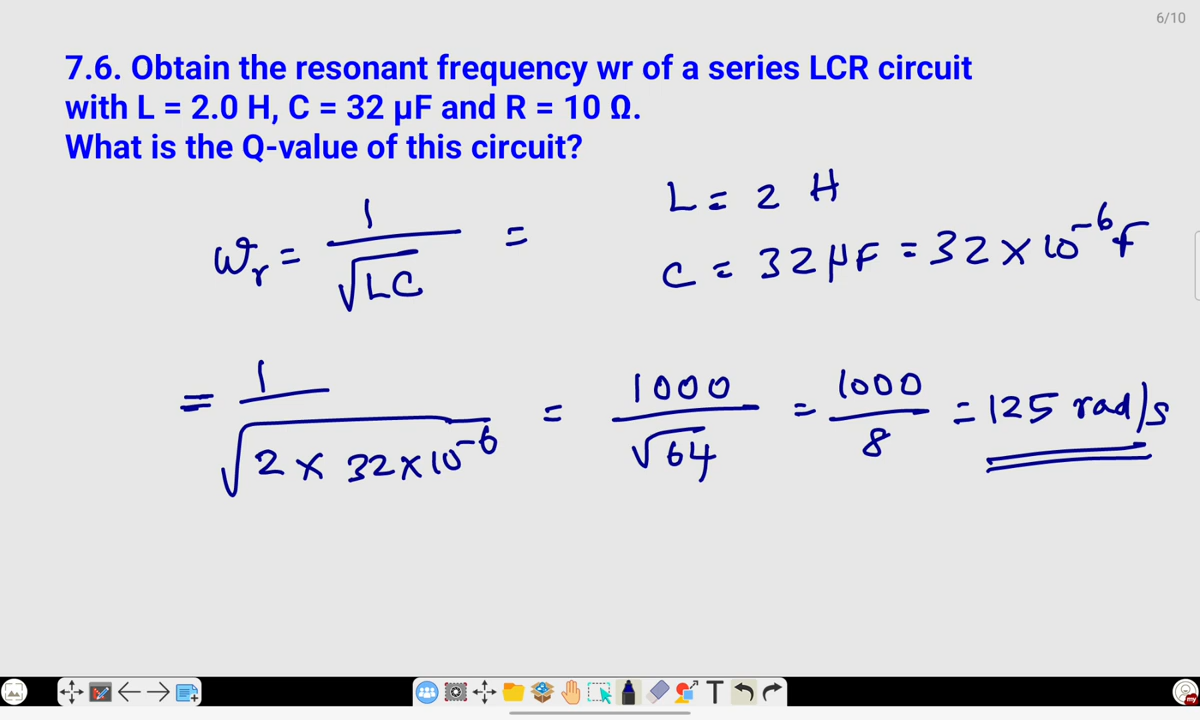 6/10
7.6. Obtain the resonant frequency wr of a series LCR circuit
with L = 2.0 H, C = 32 µF and R = 10 Ω.
What is the Q-value of this circuit?
L = 2 H
ωr = 1/√LC =
C = 32 μF = 32 × 10⁻⁶ F
= 1/√(2 × 32 × 10⁻⁶) = 1000/√64 = 1000/8 = 125 rad/s
T
my